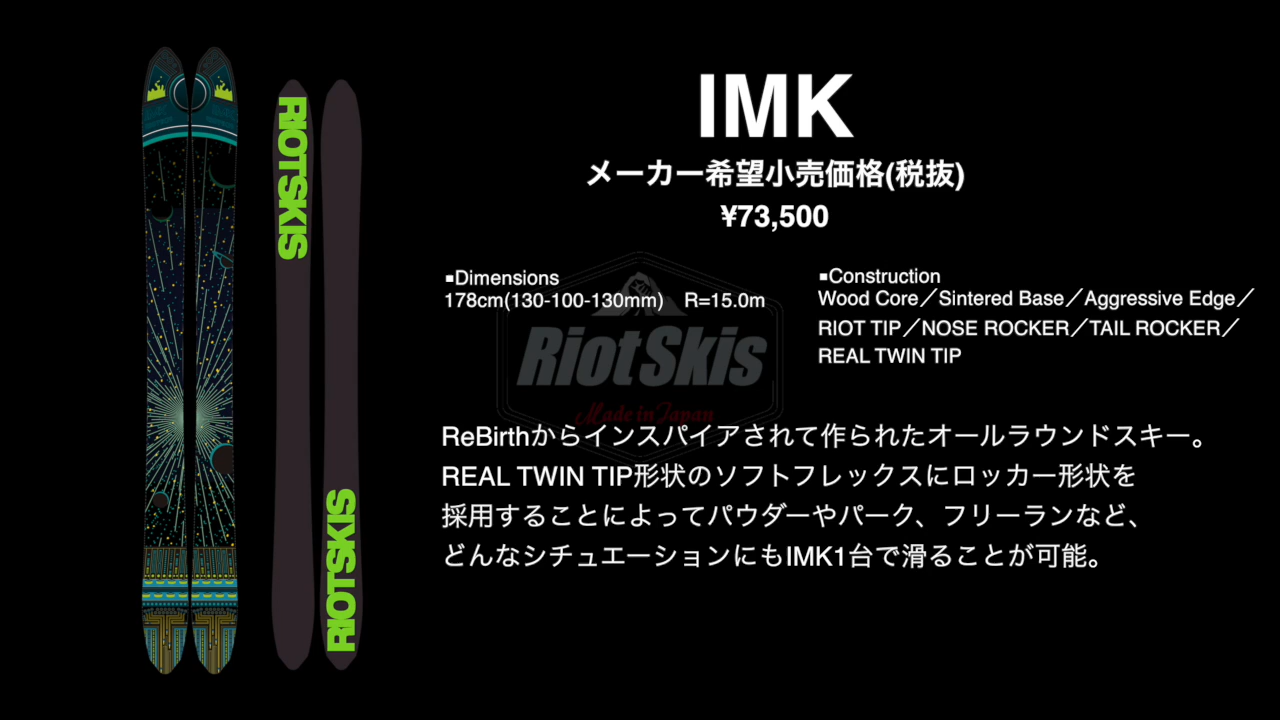 IMK
メーカー希望小売価格(税抜)
¥73,500
▪Dimensions
178cm(130-100-130mm) R=15.0m
▪Construction
Wood Core／Sintered Base／Aggressive Edge／
RIOT TIP／NOSE ROCKER／TAIL ROCKER／
REAL TWIN TIP
Riot Skis
Made in Japan
ReBirthからインスパイアされて作られたオールラウンドスキー。
REAL TWIN TIP形状のソフトフレックスにロッカー形状を
採用することによってパウダーやパーク、フリーランなど、
どんなシチュエーションにもIMK1台で滑ることが可能。
RIOTSKIS
RIOTSKIS